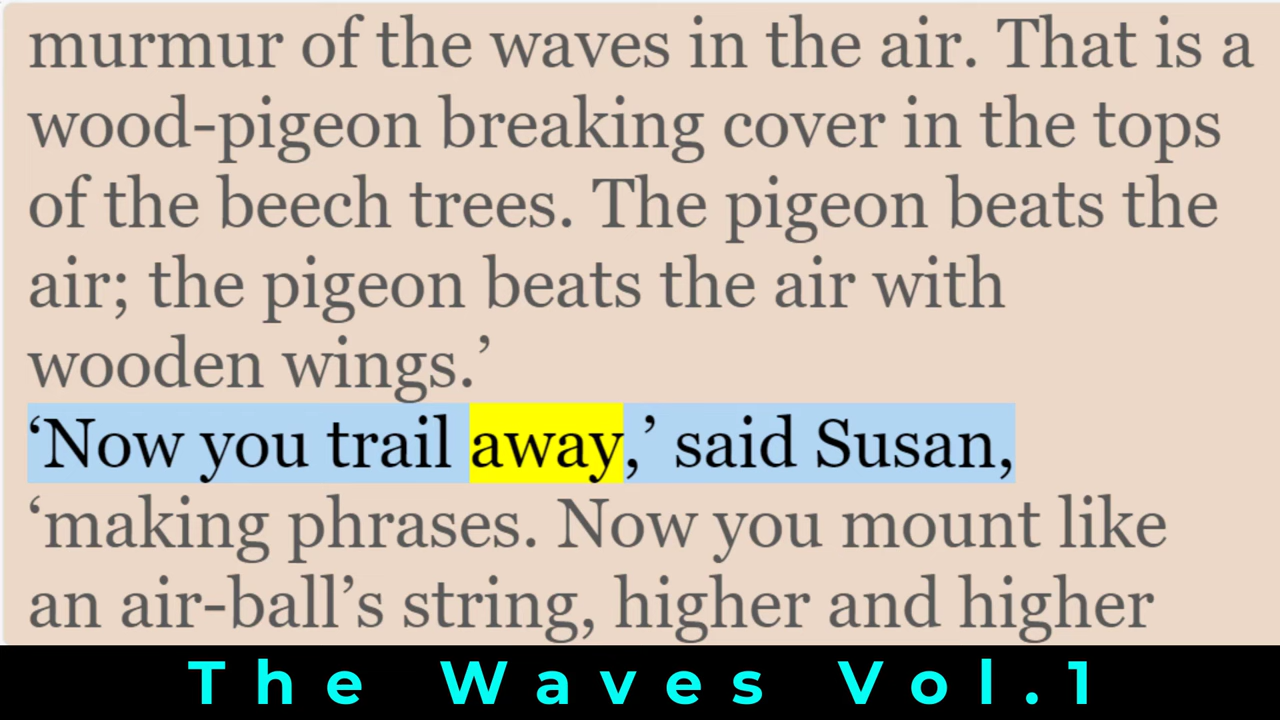 murmur of the waves in the air. That is a
wood-pigeon breaking cover in the tops
of the beech trees. The pigeon beats the
air; the pigeon beats the air with
wooden wings.’
‘Now you trail away,’ said Susan,
‘making phrases. Now you mount like
an air-ball’s string, higher and higher
The Waves Vol.1